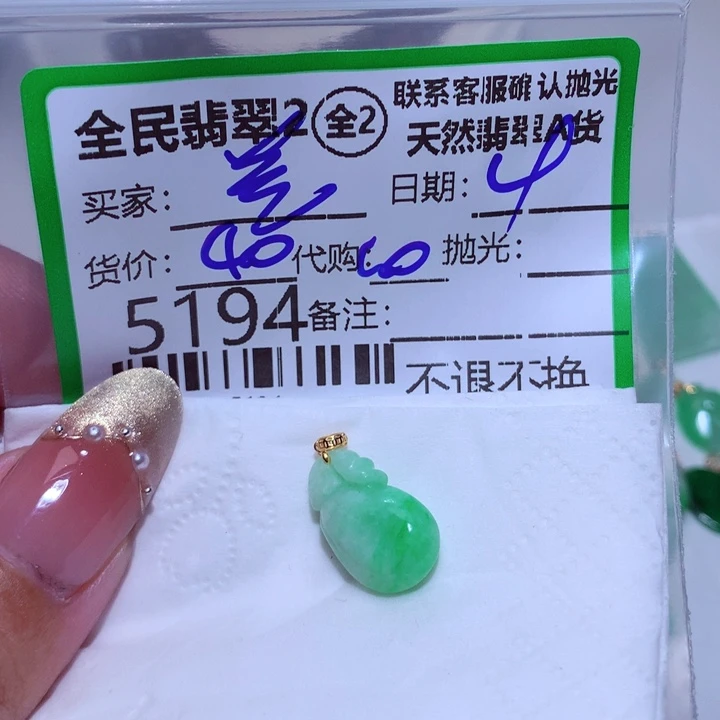 全民翡翠2 全2 联系客服确认抛光
天然翡翠A货
买家: 日期: 4
货价: 代购: 抛光:
5194 备注:
不退不换